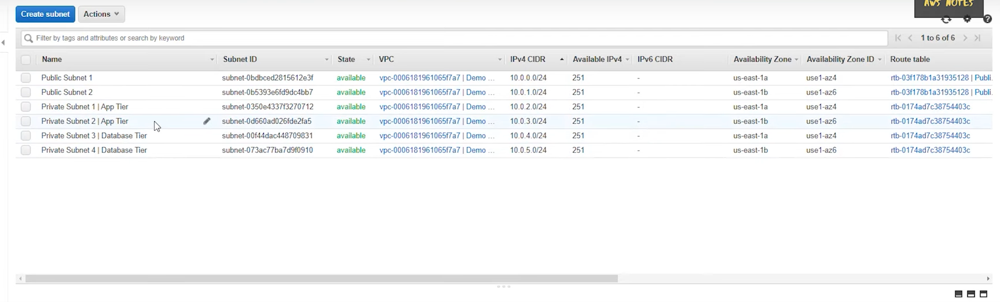 AWS NOTES
Create subnet Actions
Filter by tags and attributes or search by keyword 1 to 6 of 6
Name Subnet ID State VPC IPv4 CIDR Available IPv4 IPv6 CIDR Availability Zone Availability Zone ID Route table
Public Subnet 1 subnet-0bdbced2815612e3f available vpc-0006181961065f7a7 | Demo ... 10.0.0.0/24 251 - us-east-1a use1-az4 rtb-03f178b1a31935128 | Publi
Public Subnet 2 subnet-0b5393e6fd9dc4bb7 available vpc-0006181961065f7a7 | Demo ... 10.0.1.0/24 251 - us-east-1b use1-az6 rtb-03f178b1a31935128 | Publi
Private Subnet 1 | App Tier subnet-0350e4337f3270712 available vpc-0006181961065f7a7 | Demo ... 10.0.2.0/24 251 - us-east-1a use1-az4 rtb-0174ad7c38754403c
Private Subnet 2 | App Tier subnet-0d660ad026fde2fa5 available vpc-0006181961065f7a7 | Demo ... 10.0.3.0/24 251 - us-east-1b use1-az6 rtb-0174ad7c38754403c
Private Subnet 3 | Database Tier subnet-00f44dac448709831 available vpc-0006181961065f7a7 | Demo ... 10.0.4.0/24 251 - us-east-1a use1-az4 rtb-0174ad7c38754403c
Private Subnet 4 | Database Tier subnet-073ac77ba7d9f0910 available vpc-0006181961065f7a7 | Demo ... 10.0.5.0/24 251 - us-east-1b use1-az6 rtb-0174ad7c38754403c